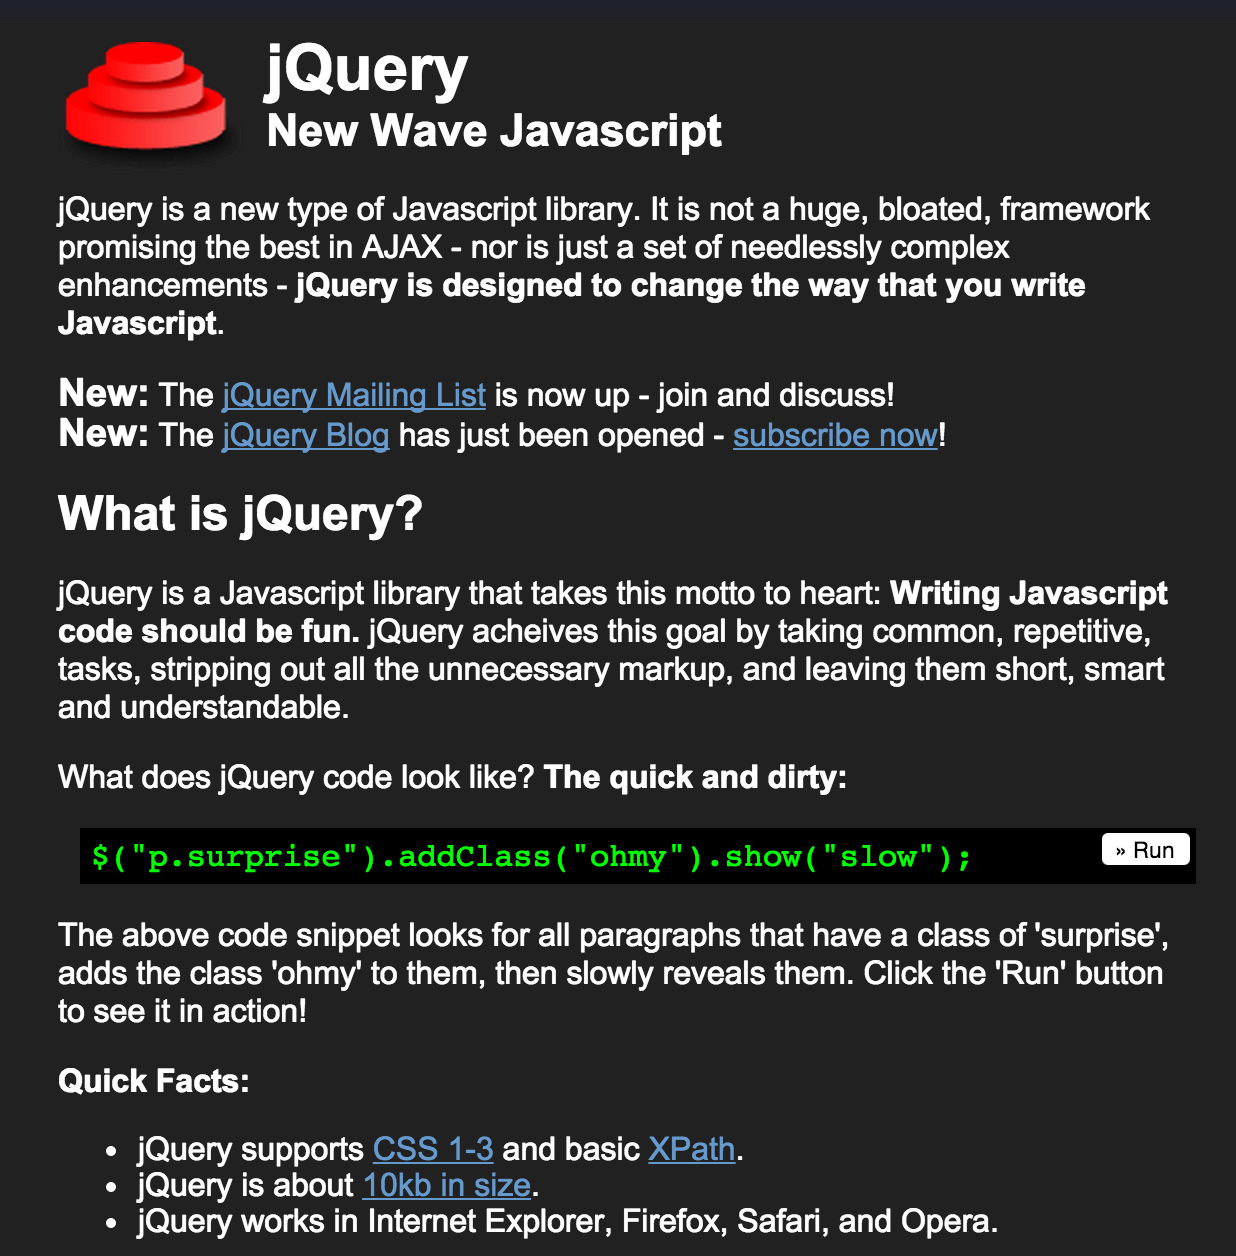 jQuery
New Wave Javascript
jQuery is a new type of Javascript library. It is not a huge, bloated, framework
promising the best in AJAX - nor is just a set of needlessly complex
enhancements - jQuery is designed to change the way that you write
Javascript.
New: The jQuery Mailing List is now up - join and discuss!
New: The jQuery Blog has just been opened - subscribe now!
What is jQuery?
jQuery is a Javascript library that takes this motto to heart: Writing Javascript
code should be fun. jQuery acheives this goal by taking common, repetitive,
tasks, stripping out all the unnecessary markup, and leaving them short, smart
and understandable.
What does jQuery code look like? The quick and dirty:
$("p.surprise").addClass("ohmy").show("slow");
» Run
The above code snippet looks for all paragraphs that have a class of 'surprise',
adds the class 'ohmy' to them, then slowly reveals them. Click the 'Run' button
to see it in action!
Quick Facts:
• jQuery supports CSS 1-3 and basic XPath.
• jQuery is about 10kb in size.
• jQuery works in Internet Explorer, Firefox, Safari, and Opera.